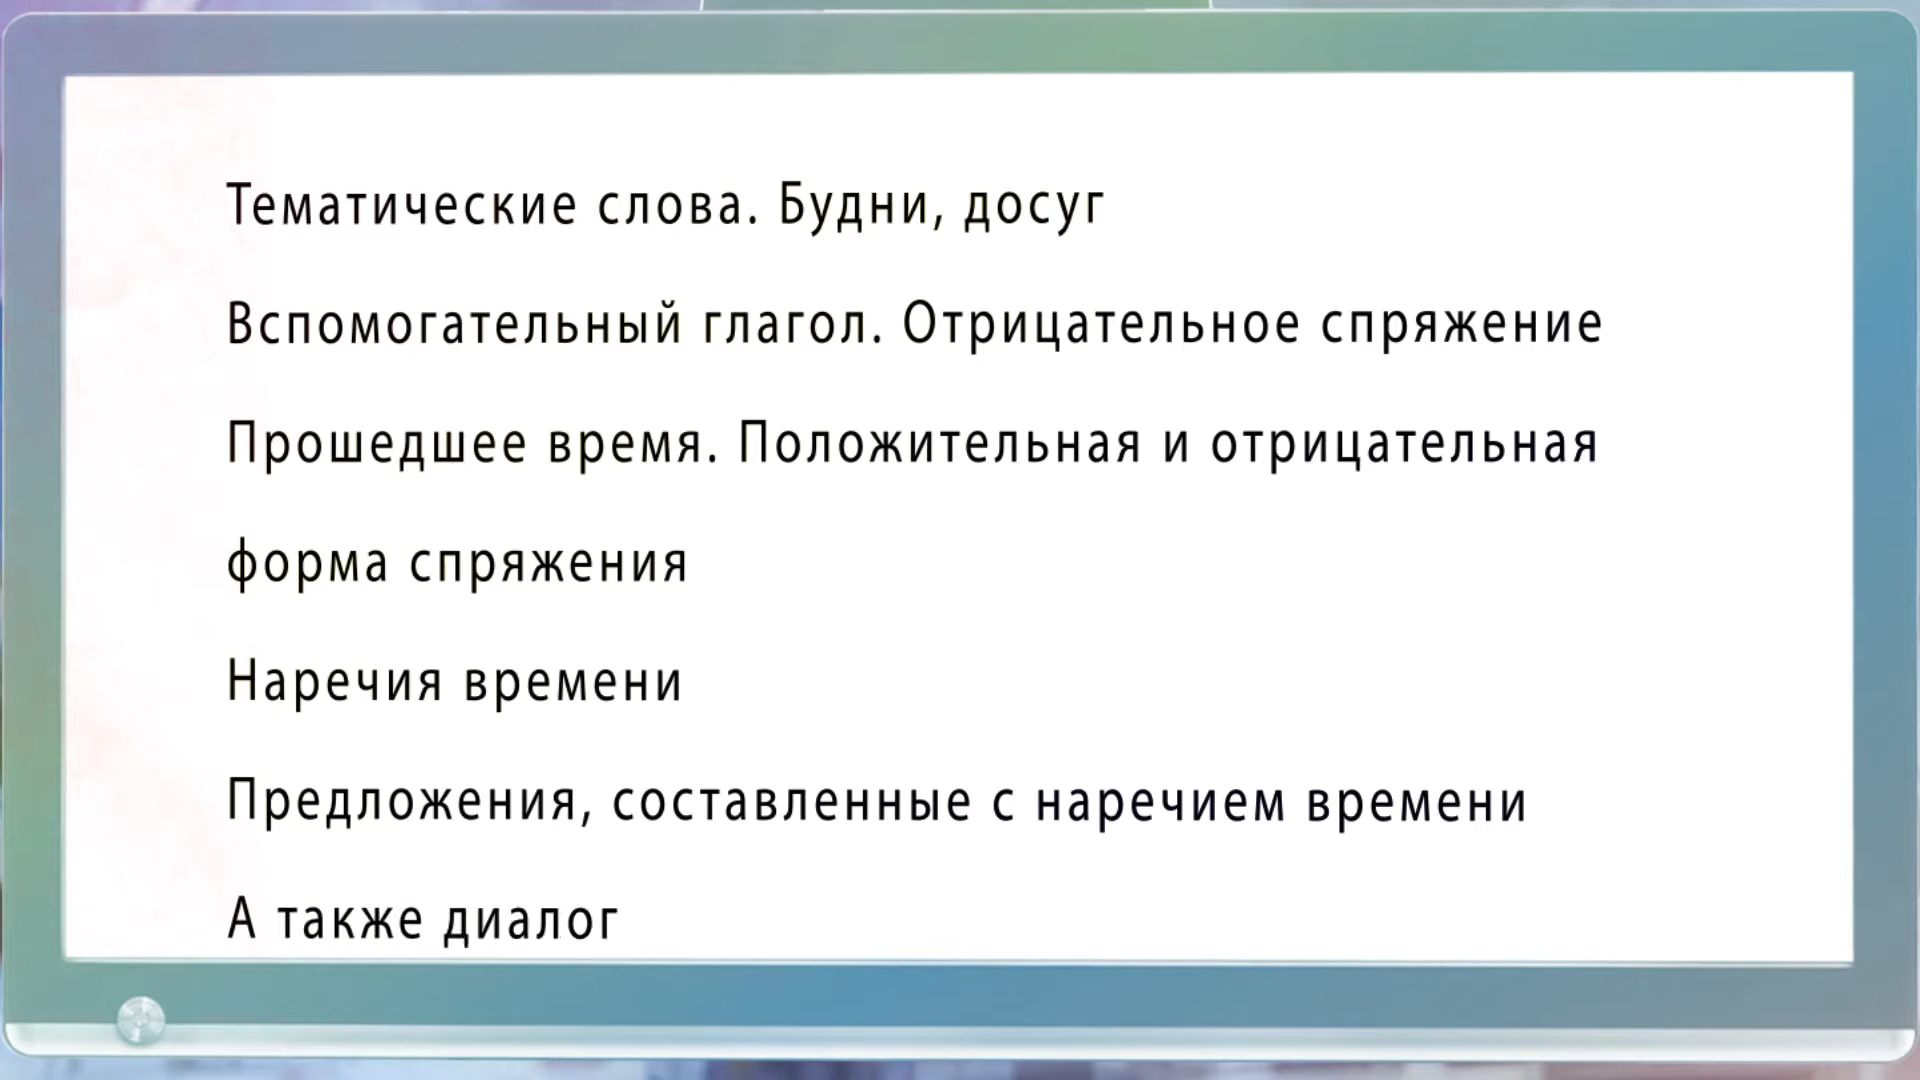 Тематические слова. Будни, досуг
Вспомогательный глагол. Отрицательное спряжение
Прошедшее время. Положительная и отрицательная
форма спряжения
Наречия времени
Предложения, составленные с наречием времени
А также диалог